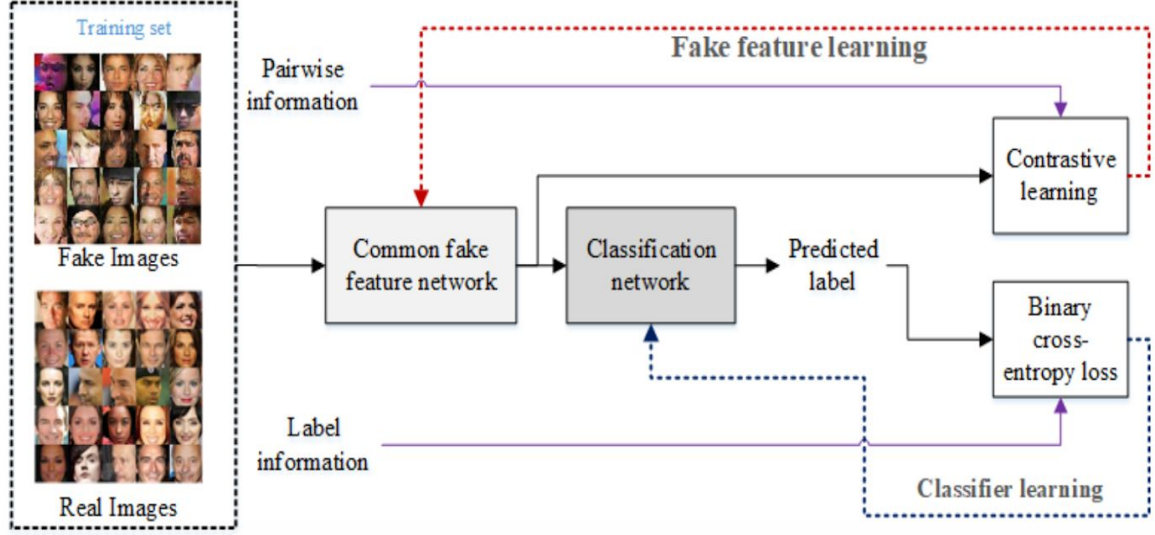 Training set
Fake Images
Real Images
Pairwise
information
Fake feature learning
Contrastive
learning
Common fake
feature network
Classification
network
Predicted
label
Binary
cross-
entropy loss
Label
information
Classifier learning